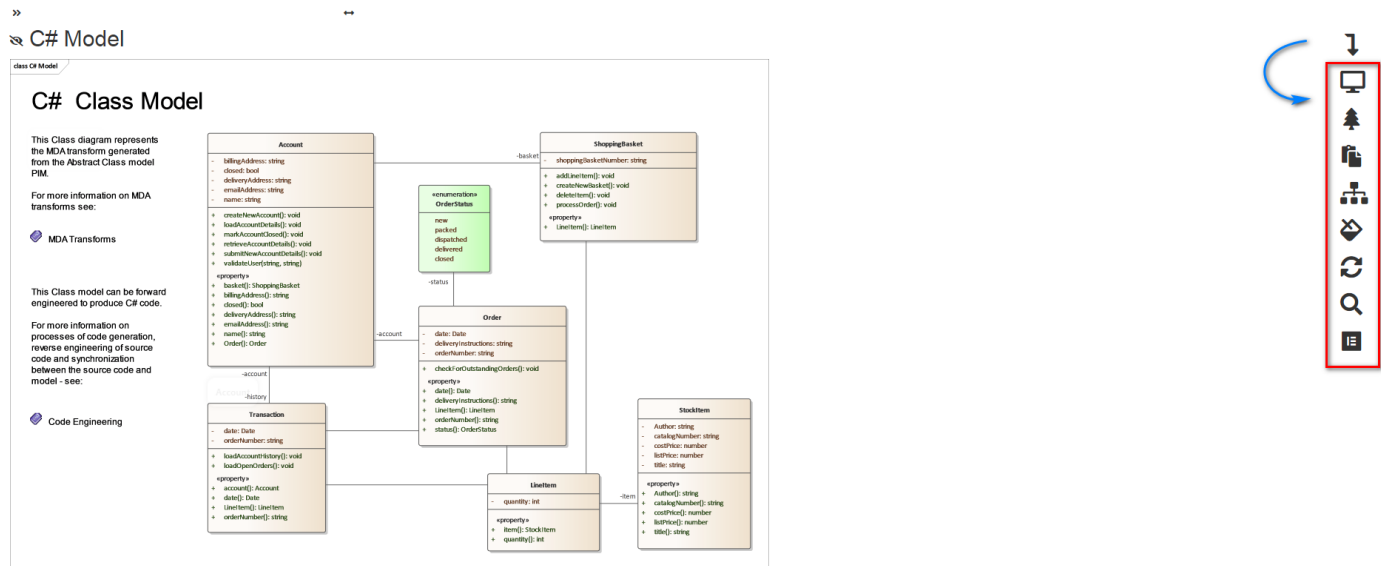 C# Model
class C# Model
C# Class Model
This Class diagram represents
the MDA transform generated
from the Abstract Class model
PIM.
For more information on MDA
transforms see:
MDA Transforms
This Class model can be forward
engineered to produce C# code.
For more information on
processes of code generation,
reverse engineering of source
code and synchronization
between the source code and
model - see:
Code Engineering
Account
- billingAddress: string
- closed: bool
- deliveryAddress: string
- emailAddress: string
- name: string
+ createNewAccount(): void
+ loadAccountDetails(): void
+ markAccountClosed(): void
+ retrieveAccountDetails(): void
+ submitNewAccountDetails(): void
+ validateUser(string, string)
«property»
+ basket(): ShoppingBasket
+ billingAddress(): string
+ closed(): bool
+ deliveryAddress(): string
+ emailAddress(): string
+ name(): string
+ Order(): Order
-basket
ShoppingBasket
- shoppingBasketNumber: string
+ addLineItem(): void
+ createNewBasket(): void
+ deleteItem(): void
+ processOrder(): void
«property»
+ LineItem(): LineItem
«enumeration»
OrderStatus
new
packed
dispatched
delivered
closed
-status
-account
Order
- date: Date
- deliveryInstructions: string
- orderNumber: string
+ checkForOutstandingOrders(): void
«property»
+ date(): Date
+ deliveryInstructions(): string
+ LineItem(): LineItem
+ orderNumber(): string
+ status(): OrderStatus
-account
Account
-history
Transaction
- date: Date
- orderNumber: string
+ loadAccountHistory(): void
+ loadOpenOrders(): void
«property»
+ account(): Account
+ date(): Date
+ LineItem(): LineItem
+ orderNumber(): string
LineItem
- quantity: int
«property»
+ item(): StockItem
+ quantity(): int
-item
StockItem
- Author: string
- catalogNumber: string
- costPrice: number
- listPrice: number
- title: string
«property»
+ Author(): string
+ catalogNumber(): string
+ costPrice(): number
+ listPrice(): number
+ title(): string